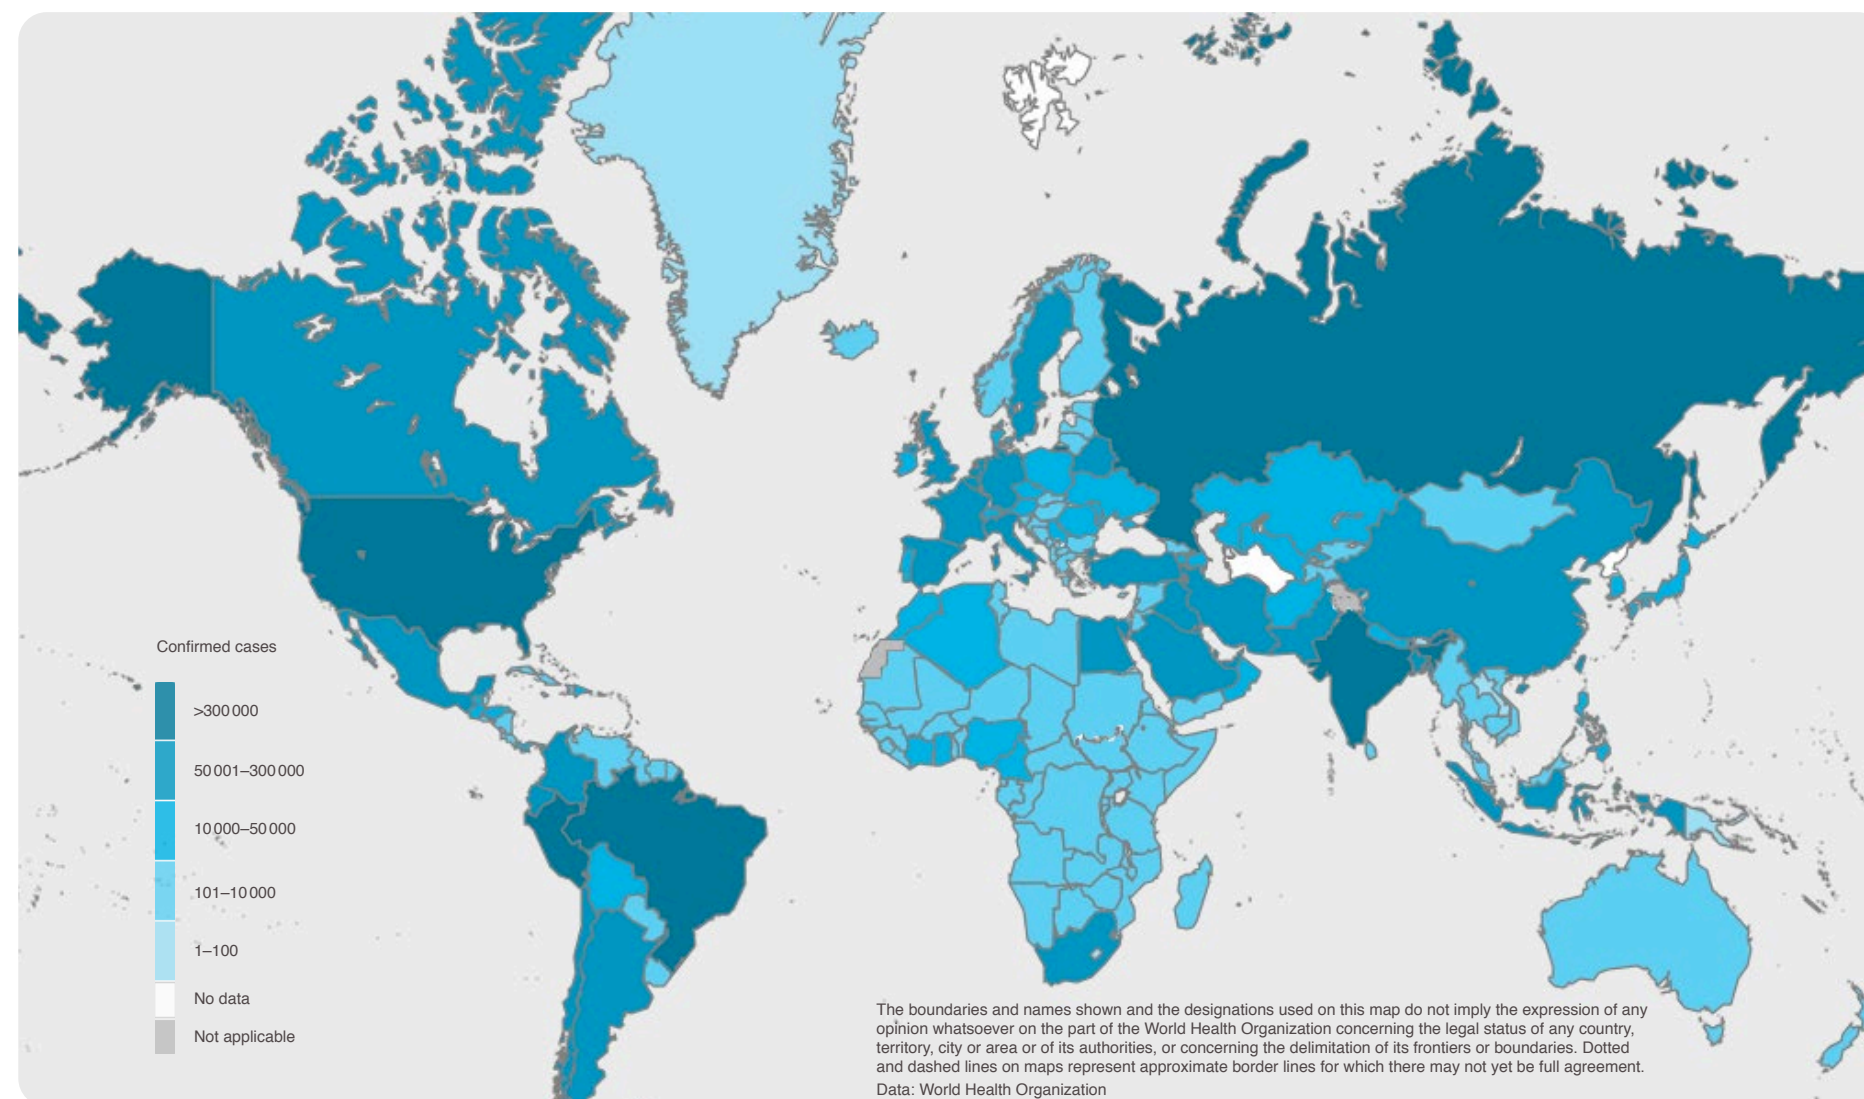 Confirmed cases
>300 000
50 001–300 000
10 000–50 000
101–10 000
1–100
No data
Not applicable
The boundaries and names shown and the designations used on this map do not imply the expression of any
opinion whatsoever on the part of the World Health Organization concerning the legal status of any country,
territory, city or area or of its authorities, or concerning the delimitation of its frontiers or boundaries. Dotted
and dashed lines on maps represent approximate border lines for which there may not yet be full agreement.
Data: World Health Organization